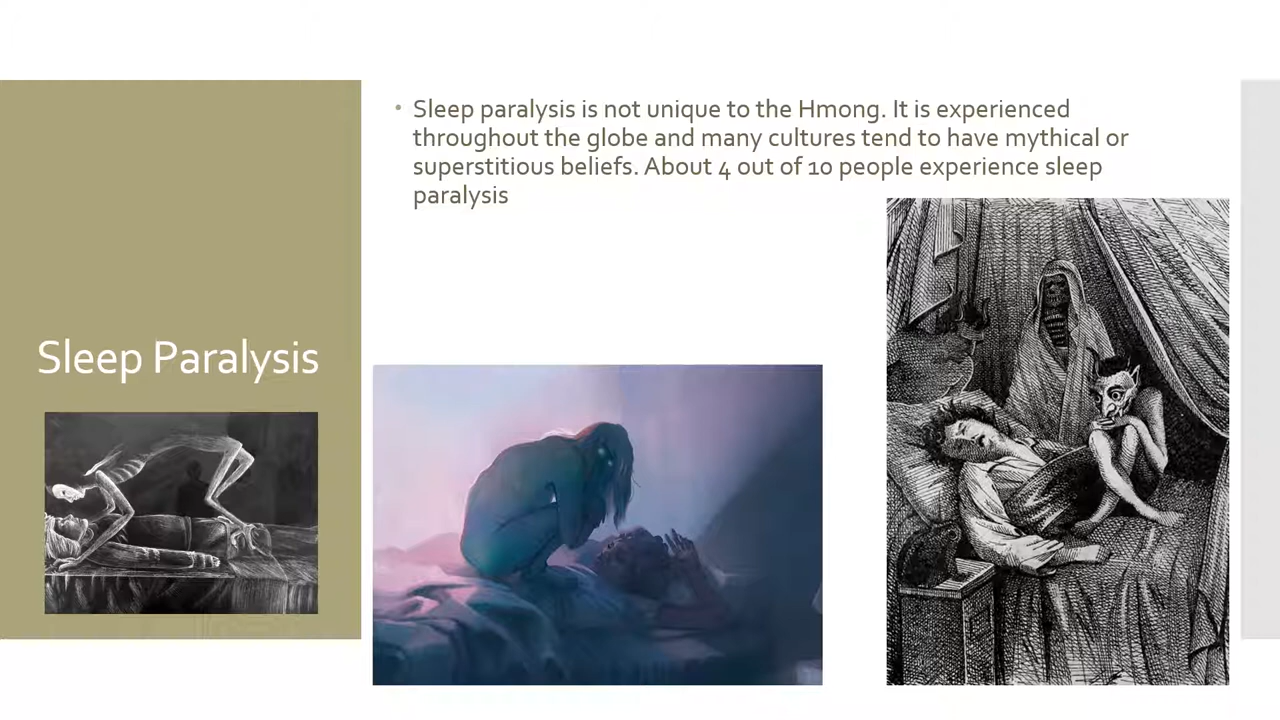 Sleep Paralysis
• Sleep paralysis is not unique to the Hmong. It is experienced
throughout the globe and many cultures tend to have mythical or
superstitious beliefs. About 4 out of 10 people experience sleep
paralysis